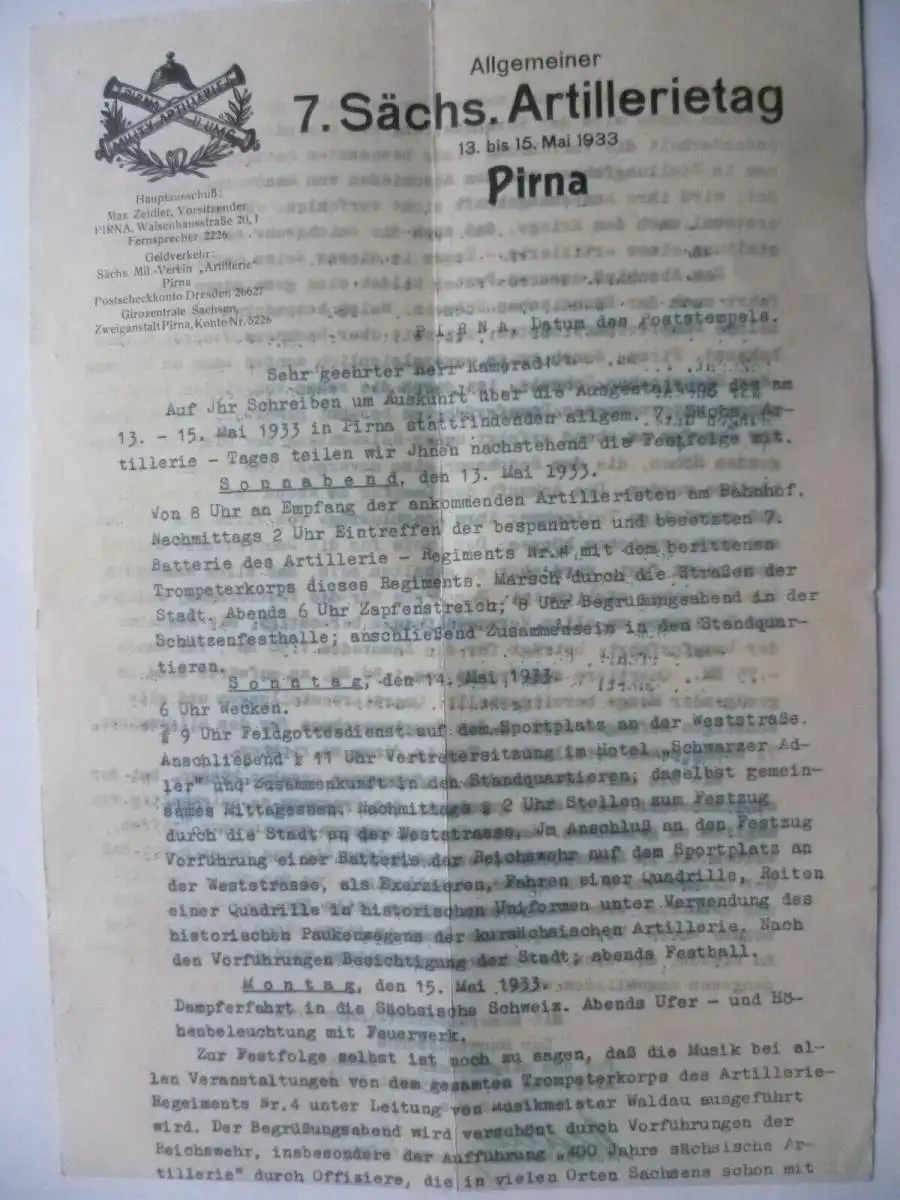 PIRNA
MILITV. ARTILLERIE F.
U. UMG.
Allgemeiner
7. Sächs. Artillerietag
13. bis 15. Mai 1933
Pirna
Hauptausschuß:
Max Zeidler, Vorsitzender
PIRNA, Waisenhausstraße 20, I
Fernsprecher 2226
Geldverkehr:
Sächs. Mil.-Verein „Artillerie“
Pirna
Postscheckkonto Dresden 26627
Girozentrale Sachsen,
Zweiganstalt Pirna, Konto Nr. 5226
PIRNA, Datum des Poststempels.
Sehr geehrter Herr Kamerad!
Auf Jhr Schreiben um Auskunft über die Ausgestaltung des am
13. - 15. Mai 1933 in Pirna stattfindenden allgem. 7. Sächs. Ar-
tillerie - Tages teilen wir Jhnen nachstehend die Festfolge mit.
Sonnabend, den 13. Mai 1933.
Von 8 Uhr an Empfang der ankommenden Artilleristen am Bahnhof.
Nachmittags 2 Uhr Eintreffen der bespannten und besetzten 7.
Batterie des Artillerie - Regiments Nr. 4 mit dem berittenen
Trompeterkorps dieses Regiments. Marsch durch die Straßen der
Stadt. Abends 6 Uhr Zapfenstreich; 8 Uhr Begrüßungsabend in der
Schützenfesthalle; anschließend Zusammensein in den Standquar-
tieren.
Sonntag, den 14. Mai 1933.
6 Uhr Wecken.
9 Uhr Feldgottesdienst auf dem Sportplatz an der Weststraße.
Anschließend 11 Uhr Vertretersitzung im Hotel „Schwarzer Ad-
ler" und Zusammenkunft in den Standquartieren; daselbst gemein-
sames Mittagessen. Nachmittags 2 Uhr Stellen zum Festzug
durch die Stadt an der Weststrasse. Jm Anschluß an den Festzug
Vorführung einer Batterie der Reichswehr auf dem Sportplatz an
der Weststrasse, als Exerzieren, Fahren einer Quadrille, Reiten
einer Quadrille in historischen Uniformen unter Verwendung des
historischen Paukenwagens der kursächsischen Artillerie. Nach
den Vorführungen Besichtigung der Stadt; abends Festball.
Montag, den 15. Mai 1933.
Dampferfahrt in die Sächsische Schweiz. Abends Ufer - und Hö-
henbeleuchtung mit Feuerwerk.
Zur Festfolge selbst ist noch zu sagen, daß die Musik bei al-
len Veranstaltungen von dem gesamten Trompeterkorps des Artillerie-
Regeiments Nr.4 unter Leitung von Musikmeister Waldau ausgeführt
wird. Der Begrüßungsabend wird verschönt durch Vorführungen der
Reichswehr, insbesondere der Aufführung „400 Jahre sächsische Ar-
tillerie" durch Offisiere, die in vielen Orten Sachsens schon mit